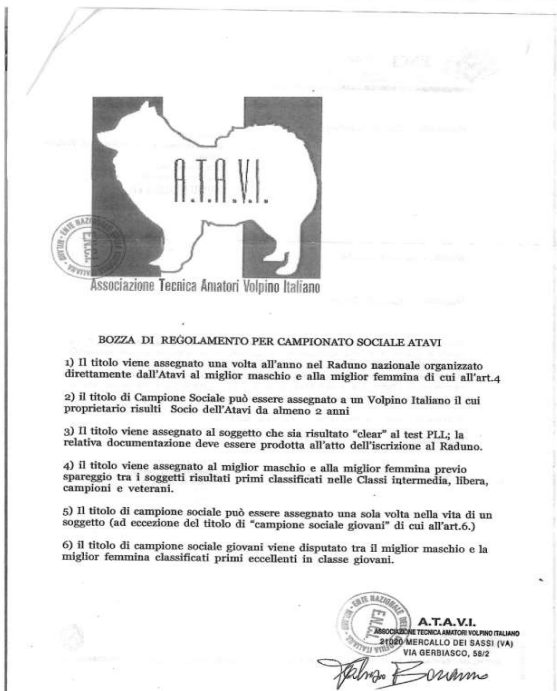 A.T.A.V.I.
E.N.C.I.
Associazione Tecnica Amatori Volpino Italiano
BOZZA DI REGOLAMENTO PER CAMPIONATO SOCIALE ATAVI
1) Il titolo viene assegnato una volta all'anno nel Raduno nazionale organizzato
direttamente dall'Atavi al miglior maschio e alla miglior femmina di cui all'art.4
2) il titolo di Campione Sociale può essere assegnato a un Volpino Italiano il cui
proprietario risulti Socio dell'Atavi da almeno 2 anni
3) Il titolo viene assegnato al soggetto che sia risultato “clear” al test PLL; la
relativa documentazione deve essere prodotta all'atto dell'iscrizione al Raduno.
4) il titolo viene assegnato al miglior maschio e alla miglior femmina previo
spareggio tra i soggetti risultati primi classificati nelle Classi intermedia, libera,
campioni e veterani.
5) Il titolo di campione sociale può essere assegnato una sola volta nella vita di un
soggetto (ad eccezione del titolo di “campione sociale giovani” di cui all'art.6.)
6) il titolo di campione sociale giovani viene disputato tra il miglior maschio e la
miglior femmina classificati primi eccellenti in classe giovani.
E.N.C.I.
A.T.A.V.I.
ASSOCIAZIONE TECNICA AMATORI VOLPINO ITALIANO
21020 MERCALLO DEI SASSI (VA)
VIA GERBIASCO, 58/2